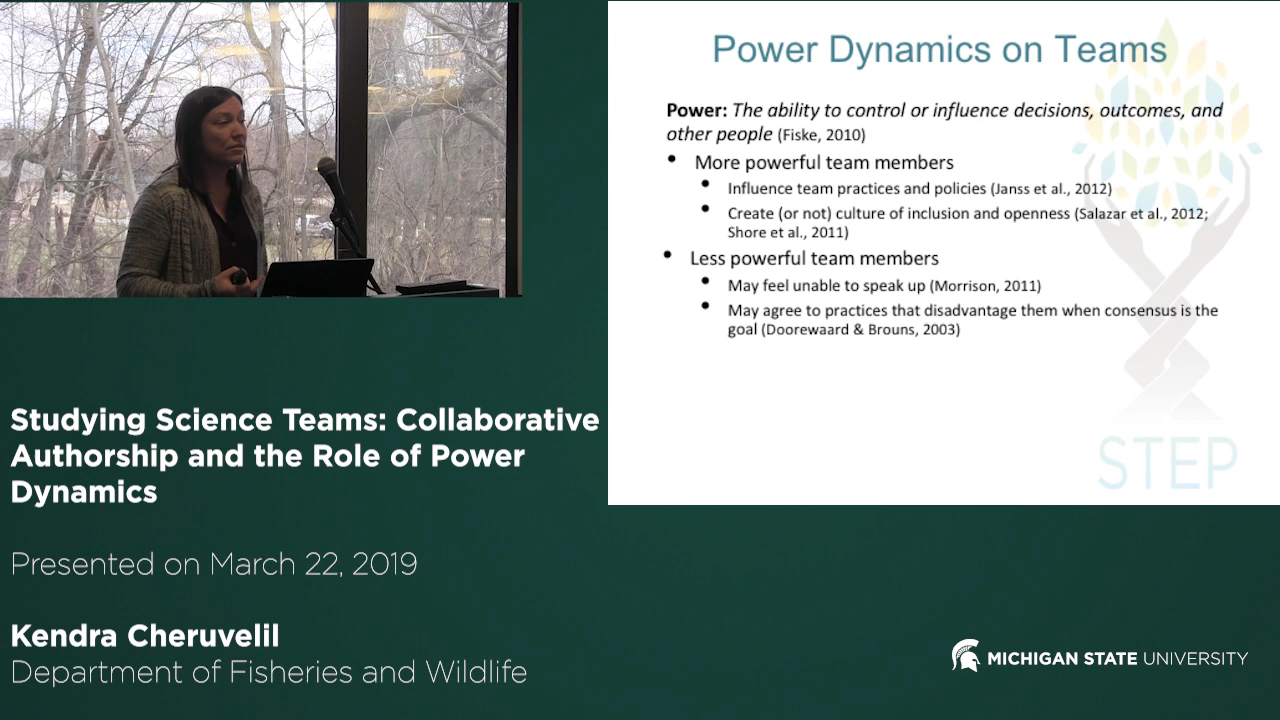 Power Dynamics on Teams
Power: The ability to control or influence decisions, outcomes, and
other people (Fiske, 2010)
• More powerful team members
• Influence team practices and policies (Janss et al., 2012)
• Create (or not) culture of inclusion and openness (Salazar et al., 2012;
Shore et al., 2011)
• Less powerful team members
• May feel unable to speak up (Morrison, 2011)
• May agree to practices that disadvantage them when consensus is the
goal (Doorewaard & Brouns, 2003)
STEP
Studying Science Teams: Collaborative
Authorship and the Role of Power
Dynamics
Presented on March 22, 2019
Kendra Cheruvelil
Department of Fisheries and Wildlife
MICHIGAN STATE UNIVERSITY